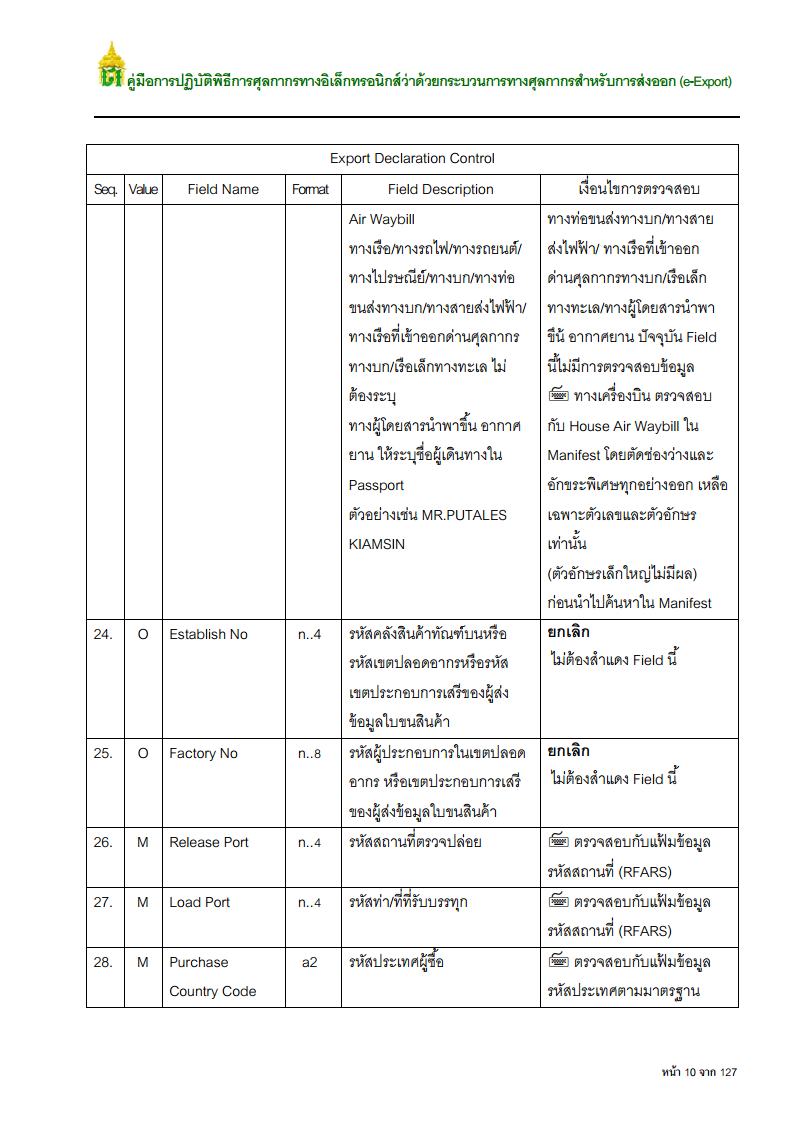 คู่มือการปฏิบัติพิธีการศุลกากรทางอิเล็กทรอนิกส์ว่าด้วยกระบวนการทางศุลกากรสำหรับการส่งออก (e-Export)
Export Declaration Control
Seq. Value Field Name Format Field Description เงื่อนไขการตรวจสอบ
Air Waybill
ทางเรือ/ทางรถไฟ/ทางรถยนต์/
ทางไปรษณีย์/ทางบก/ทางท่อ
ขนส่งทางบก/ทางสายส่งไฟฟ้า/
ทางเรือที่เข้าออกด่านศุลกากร
ทางบก/เรือเล็กทางทะเล ไม่
ต้องระบุ
ทางผู้โดยสารนำพาขึ้น อากาศ
ยาน ให้ระบุชื่อผู้เดินทางใน
Passport
ตัวอย่างเช่น MR.PUTALES
KIAMSIN
ทางท่อขนส่งทางบก/ทางสาย
ส่งไฟฟ้า/ ทางเรือที่เข้าออก
ด่านศุลกากรทางบก/เรือเล็ก
ทางทะเล/ทางผู้โดยสารนำพา
ขึ้น อากาศยาน ปัจจุบัน Field
นี้ไม่มีการตรวจสอบข้อมูล
ทางเครื่องบิน ตรวจสอบ
กับ House Air Waybill ใน
Manifest โดยตัดช่องว่างและ
อักขระพิเศษทุกอย่างออก เหลือ
เฉพาะตัวเลขและตัวอักษร
เท่านั้น
(ตัวอักษรเล็กใหญ่ไม่มีผล)
ก่อนนำไปค้นหาใน Manifest
24. O Establish No n..4
รหัสคลังสินค้าทัณฑ์บนหรือ
รหัสเขตปลอดอากรหรือรหัส
เขตประกอบการเสรีของผู้ส่ง
ข้อมูลใบขนสินค้า
ยกเลิก
ไม่ต้องสำแดง Field นี้
25. O Factory No n..8
รหัสผู้ประกอบการในเขตปลอด
อากร หรือเขตประกอบการเสรี
ของผู้ส่งข้อมูลใบขนสินค้า
ยกเลิก
ไม่ต้องสำแดง Field นี้
26. M Release Port n..4 รหัสสถานที่ตรวจปล่อย ตรวจสอบกับแฟ้มข้อมูล
รหัสสถานที่ (RFARS)
27. M Load Port n..4 รหัสท่า/ที่ที่รับบรรทุก ตรวจสอบกับแฟ้มข้อมูล
รหัสสถานที่ (RFARS)
28. M Purchase a2 รหัสประเทศผู้ซื้อ ตรวจสอบกับแฟ้มข้อมูล
Country Code รหัสประเทศตามมาตรฐาน
หน้า 10 จาก 127